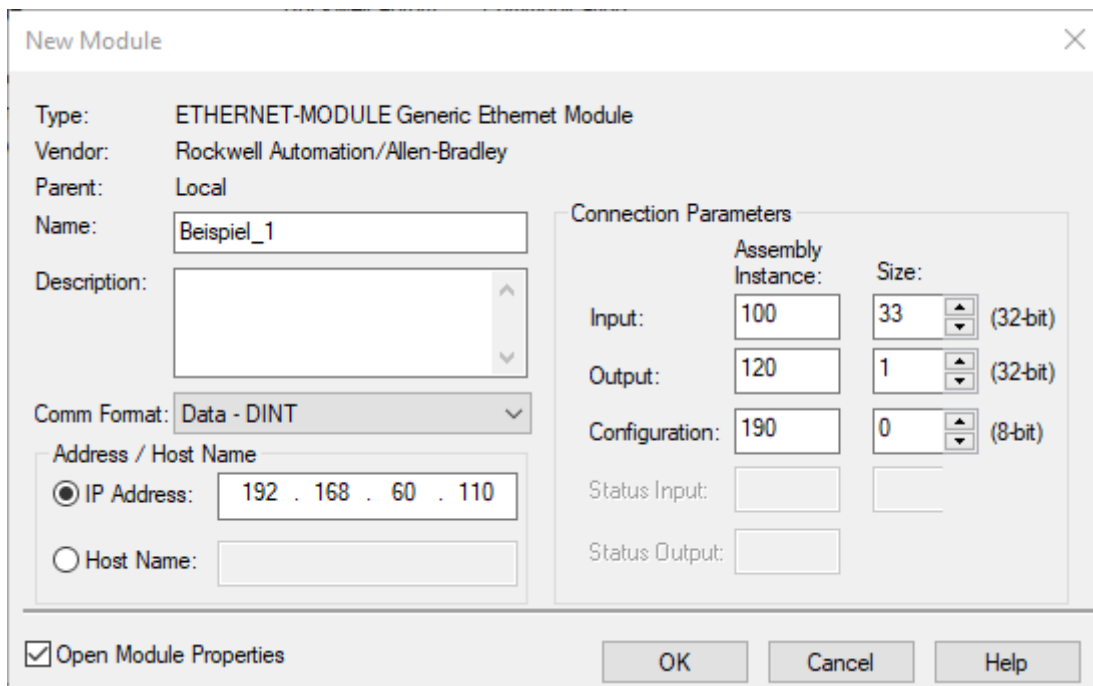 New Module
Type: ETHERNET-MODULE Generic Ethernet Module
Vendor: Rockwell Automation/Allen-Bradley
Parent: Local
Name: Beispiel_1
Description:
Comm Format: Data - DINT
Address / Host Name
IP Address: 192 . 168 . 60 . 110
Host Name:
Connection Parameters
Assembly
Instance: Size:
Input: 100 33 (32-bit)
Output: 120 1 (32-bit)
Configuration: 190 0 (8-bit)
Status Input:
Status Output:
Open Module Properties
OK Cancel Help